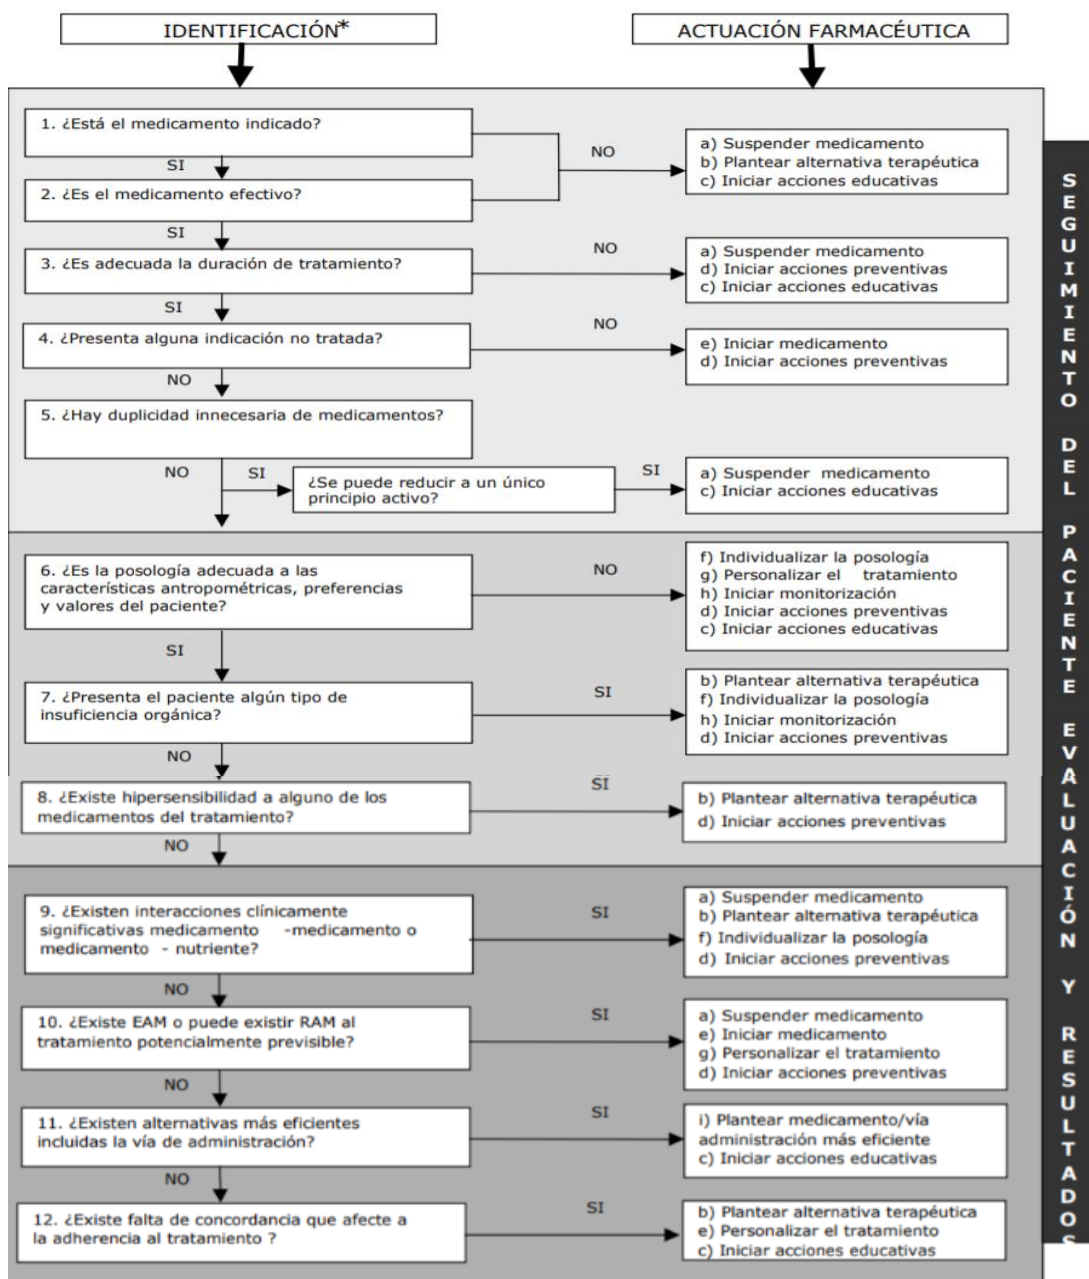 IDENTIFICACIÓN*
ACTUACIÓN FARMACÉUTICA
1. ¿Está el medicamento indicado?
NO
a) Suspender medicamento
b) Plantear alternativa terapéutica
c) Iniciar acciones educativas
SI
2. ¿Es el medicamento efectivo?
SI
3. ¿Es adecuada la duración de tratamiento?
NO
a) Suspender medicamento
d) Iniciar acciones preventivas
c) Iniciar acciones educativas
SI
4. ¿Presenta alguna indicación no tratada?
NO
e) Iniciar medicamento
d) Iniciar acciones preventivas
NO
5. ¿Hay duplicidad innecesaria de medicamentos?
NO
SI
¿Se puede reducir a un único
principio activo?
SI
a) Suspender medicamento
c) Iniciar acciones educativas
6. ¿Es la posología adecuada a las
características antropométricas, preferencias
y valores del paciente?
NO
f) Individualizar la posología
g) Personalizar el tratamiento
h) Iniciar monitorización
d) Iniciar acciones preventivas
c) Iniciar acciones educativas
SI
7. ¿Presenta el paciente algún tipo de
insuficiencia orgánica?
SI
b) Plantear alternativa terapéutica
f) Individualizar la posología
h) Iniciar monitorización
d) Iniciar acciones preventivas
NO
8. ¿Existe hipersensibilidad a alguno de los
medicamentos del tratamiento?
SI
b) Plantear alternativa terapéutica
d) Iniciar acciones preventivas
NO
9. ¿Existen interacciones clínicamente
significativas medicamento -medicamento o
medicamento - nutriente?
SI
a) Suspender medicamento
b) Plantear alternativa terapéutica
f) Individualizar la posología
d) Iniciar acciones preventivas
NO
10. ¿Existe EAM o puede existir RAM al
tratamiento potencialmente previsible?
SI
a) Suspender medicamento
e) Iniciar medicamento
g) Personalizar el tratamiento
d) Iniciar acciones preventivas
NO
11. ¿Existen alternativas más eficientes
incluidas la vía de administración?
SI
i) Plantear medicamento/vía
administración más eficiente
c) Iniciar acciones educativas
NO
12. ¿Existe falta de concordancia que afecte a
la adherencia al tratamiento ?
SI
b) Plantear alternativa terapéutica
e) Personalizar el tratamiento
c) Iniciar acciones educativas
SEGUIMIENTO DEL PACIENTE EVALUACIÓN Y RESULTADOS